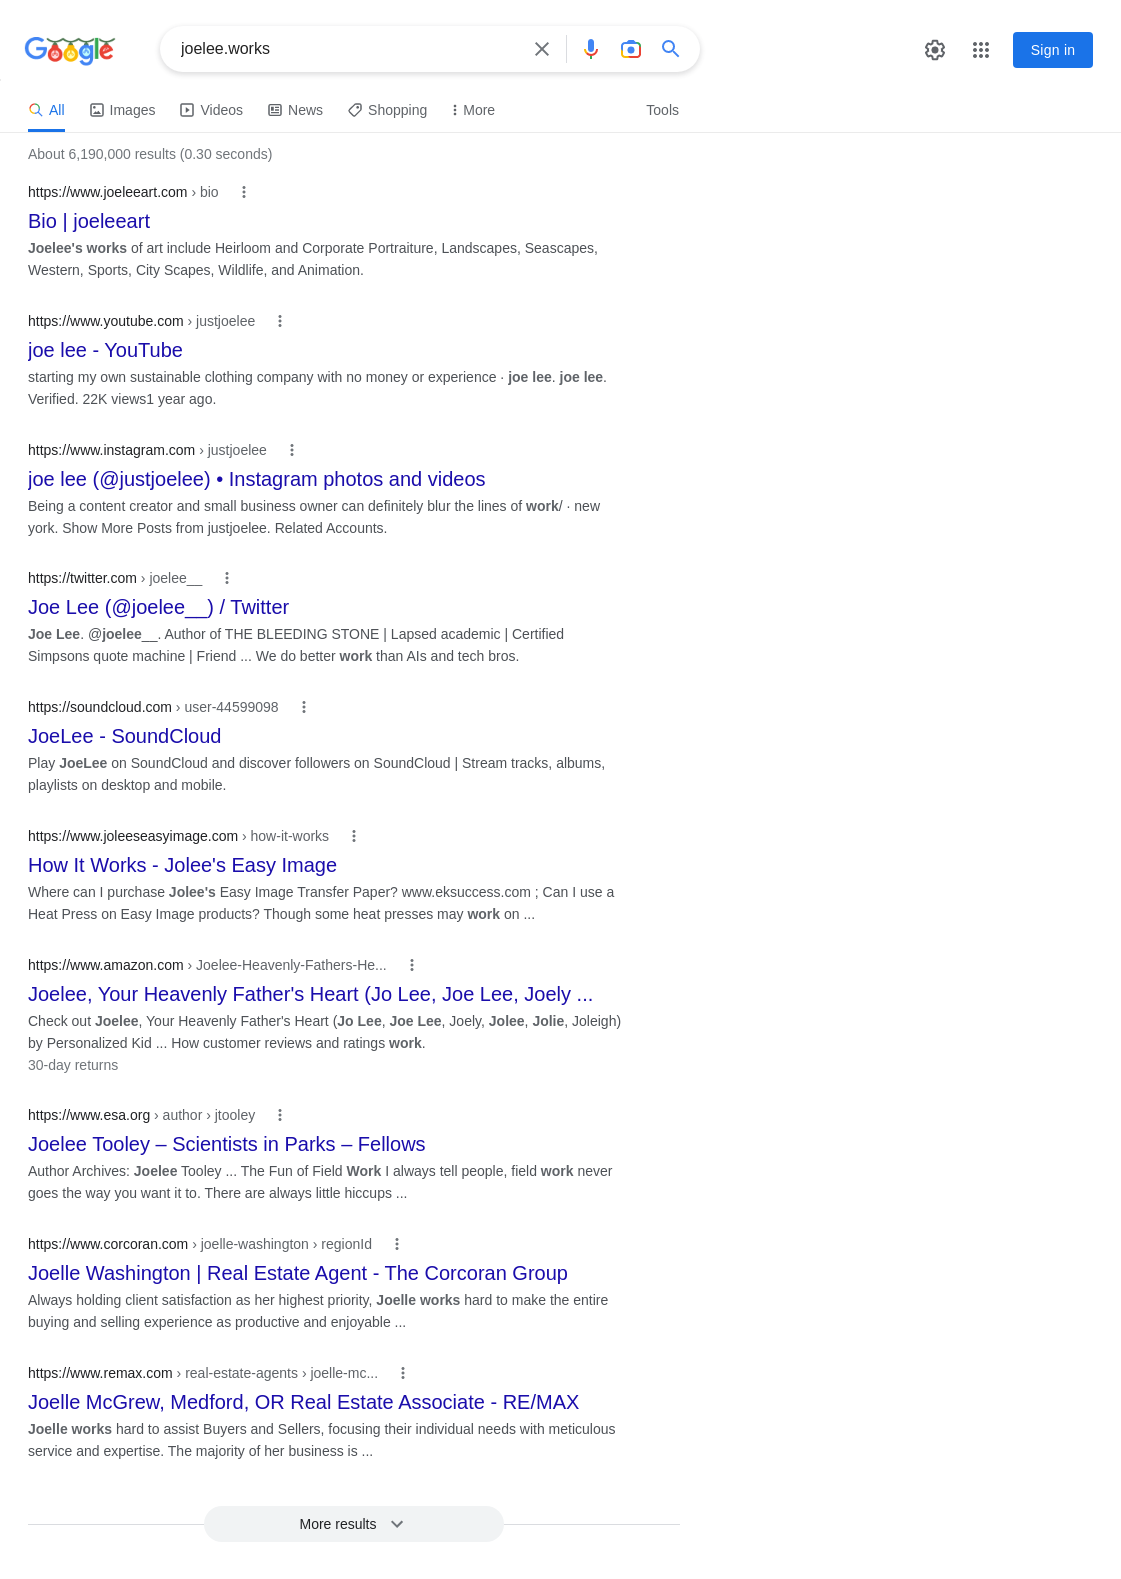 Google
joelee.works
Sign in
All Images Videos News Shopping More Tools
About 6,190,000 results (0.30 seconds)
https://www.joeleeart.com › bio
Bio | joeleeart
Joelee's works of art include Heirloom and Corporate Portraiture, Landscapes, Seascapes,
Western, Sports, City Scapes, Wildlife, and Animation.
https://www.youtube.com › justjoelee
joe lee - YouTube
starting my own sustainable clothing company with no money or experience · joe lee. joe lee.
Verified. 22K views1 year ago.
https://www.instagram.com › justjoelee
joe lee (@justjoelee) • Instagram photos and videos
Being a content creator and small business owner can definitely blur the lines of work/ · new
york. Show More Posts from justjoelee. Related Accounts.
https://twitter.com › joelee__
Joe Lee (@joelee__) / Twitter
Joe Lee. @joelee__. Author of THE BLEEDING STONE | Lapsed academic | Certified
Simpsons quote machine | Friend ... We do better work than AIs and tech bros.
https://soundcloud.com › user-44599098
JoeLee - SoundCloud
Play JoeLee on SoundCloud and discover followers on SoundCloud | Stream tracks, albums,
playlists on desktop and mobile.
https://www.joleeseasyimage.com › how-it-works
How It Works - Jolee's Easy Image
Where can I purchase Jolee's Easy Image Transfer Paper? www.eksuccess.com ; Can I use a
Heat Press on Easy Image products? Though some heat presses may work on ...
https://www.amazon.com › Joelee-Heavenly-Fathers-He...
Joelee, Your Heavenly Father's Heart (Jo Lee, Joe Lee, Joely ...
Check out Joelee, Your Heavenly Father's Heart (Jo Lee, Joe Lee, Joely, Jolee, Jolie, Joleigh)
by Personalized Kid ... How customer reviews and ratings work.
30-day returns
https://www.esa.org › author › jtooley
Joelee Tooley – Scientists in Parks – Fellows
Author Archives: Joelee Tooley ... The Fun of Field Work I always tell people, field work never
goes the way you want it to. There are always little hiccups ...
https://www.corcoran.com › joelle-washington › regionId
Joelle Washington | Real Estate Agent - The Corcoran Group
Always holding client satisfaction as her highest priority, Joelle works hard to make the entire
buying and selling experience as productive and enjoyable ...
https://www.remax.com › real-estate-agents › joelle-mc...
Joelle McGrew, Medford, OR Real Estate Associate - RE/MAX
Joelle works hard to assist Buyers and Sellers, focusing their individual needs with meticulous
service and expertise. The majority of her business is ...
More results